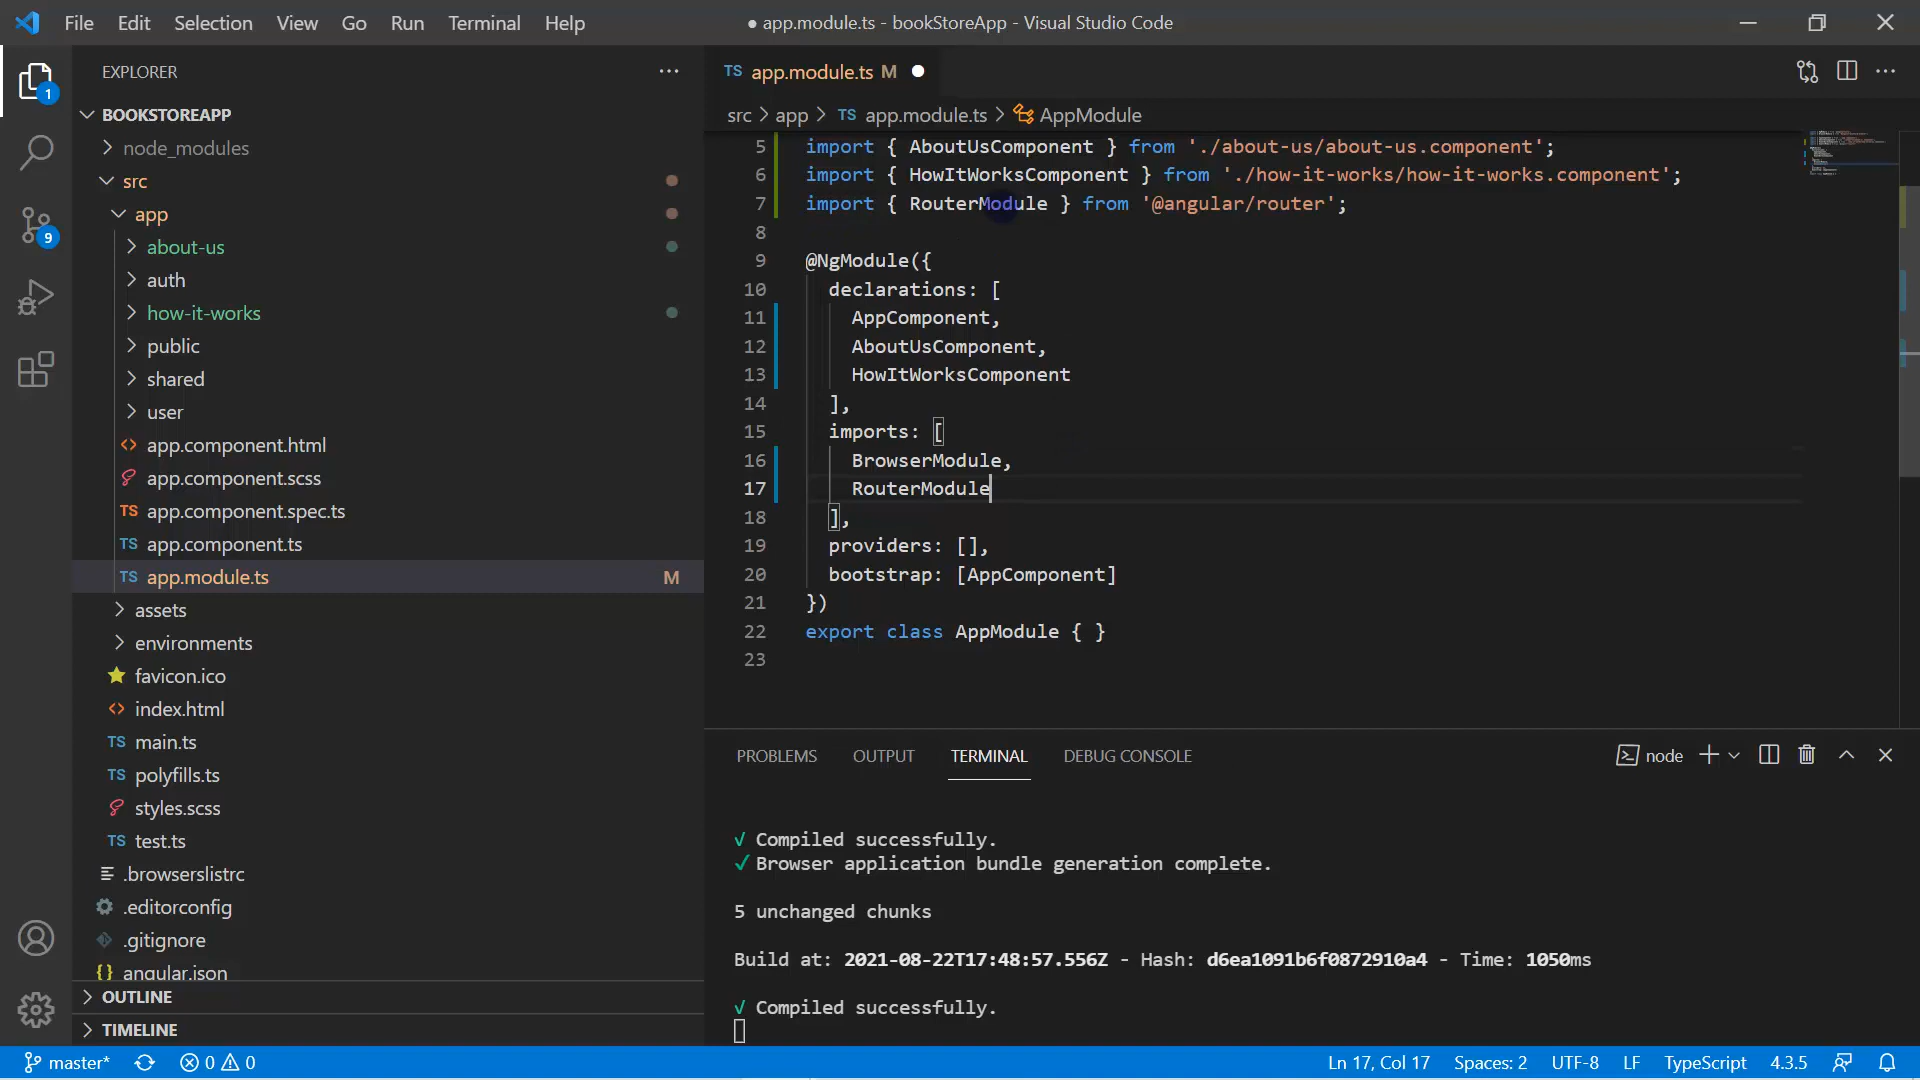 File Edit Selection View Go Run Terminal Help
● app.module.ts - bookStoreApp - Visual Studio Code
EXPLORER
BOOKSTOREAPP
node_modules
src
app
about-us
auth
how-it-works
public
shared
user
app.component.html
app.component.scss
TS app.component.spec.ts
TS app.component.ts
TS app.module.ts M
assets
environments
favicon.ico
index.html
TS main.ts
TS polyfills.ts
styles.scss
TS test.ts
.browserslistrc
.editorconfig
.gitignore
{} angular.json
OUTLINE
TIMELINE
1
9
TS app.module.ts M ●
src > app > TS app.module.ts > AppModule
5 import { AboutUsComponent } from './about-us/about-us.component';
6 import { HowItWorksComponent } from './how-it-works/how-it-works.component';
7 import { RouterModule } from '@angular/router';
8
9 @NgModule({
10 declarations: [
11 AppComponent,
12 AboutUsComponent,
13 HowItWorksComponent
14 ],
15 imports: [
16 BrowserModule,
17 RouterModule
18 ],
19 providers: [],
20 bootstrap: [AppComponent]
21 })
22 export class AppModule { }
23
PROBLEMS OUTPUT TERMINAL DEBUG CONSOLE
node
√ Compiled successfully.
✓ Browser application bundle generation complete.
5 unchanged chunks
Build at: 2021-08-22T17:48:57.556Z - Hash: d6ea1091b6f0872910a4 - Time: 1050ms
√ Compiled successfully.
master* 0 0
Ln 17, Col 17 Spaces: 2 UTF-8 LF TypeScript 4.3.5